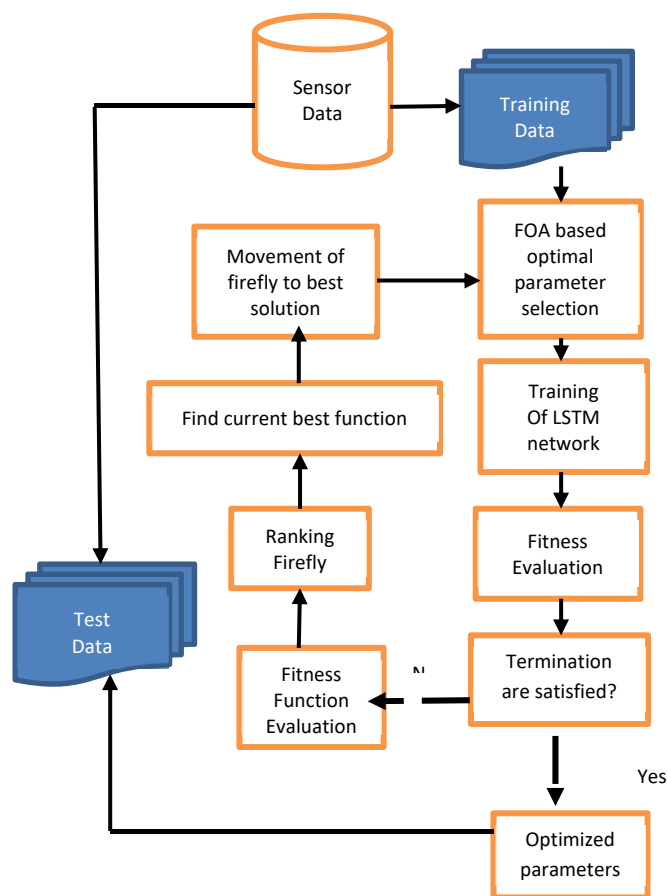 Sensor
Data
Training
Data
Movement of
firefly to best
solution
FOA based
optimal
parameter
selection
Find current best function
Training
Of LSTM
network
Ranking
Firefly
Fitness
Evaluation
Test
Data
Fitness
Function
Evaluation
N
Termination
are satisfied?
Yes
Optimized
parameters